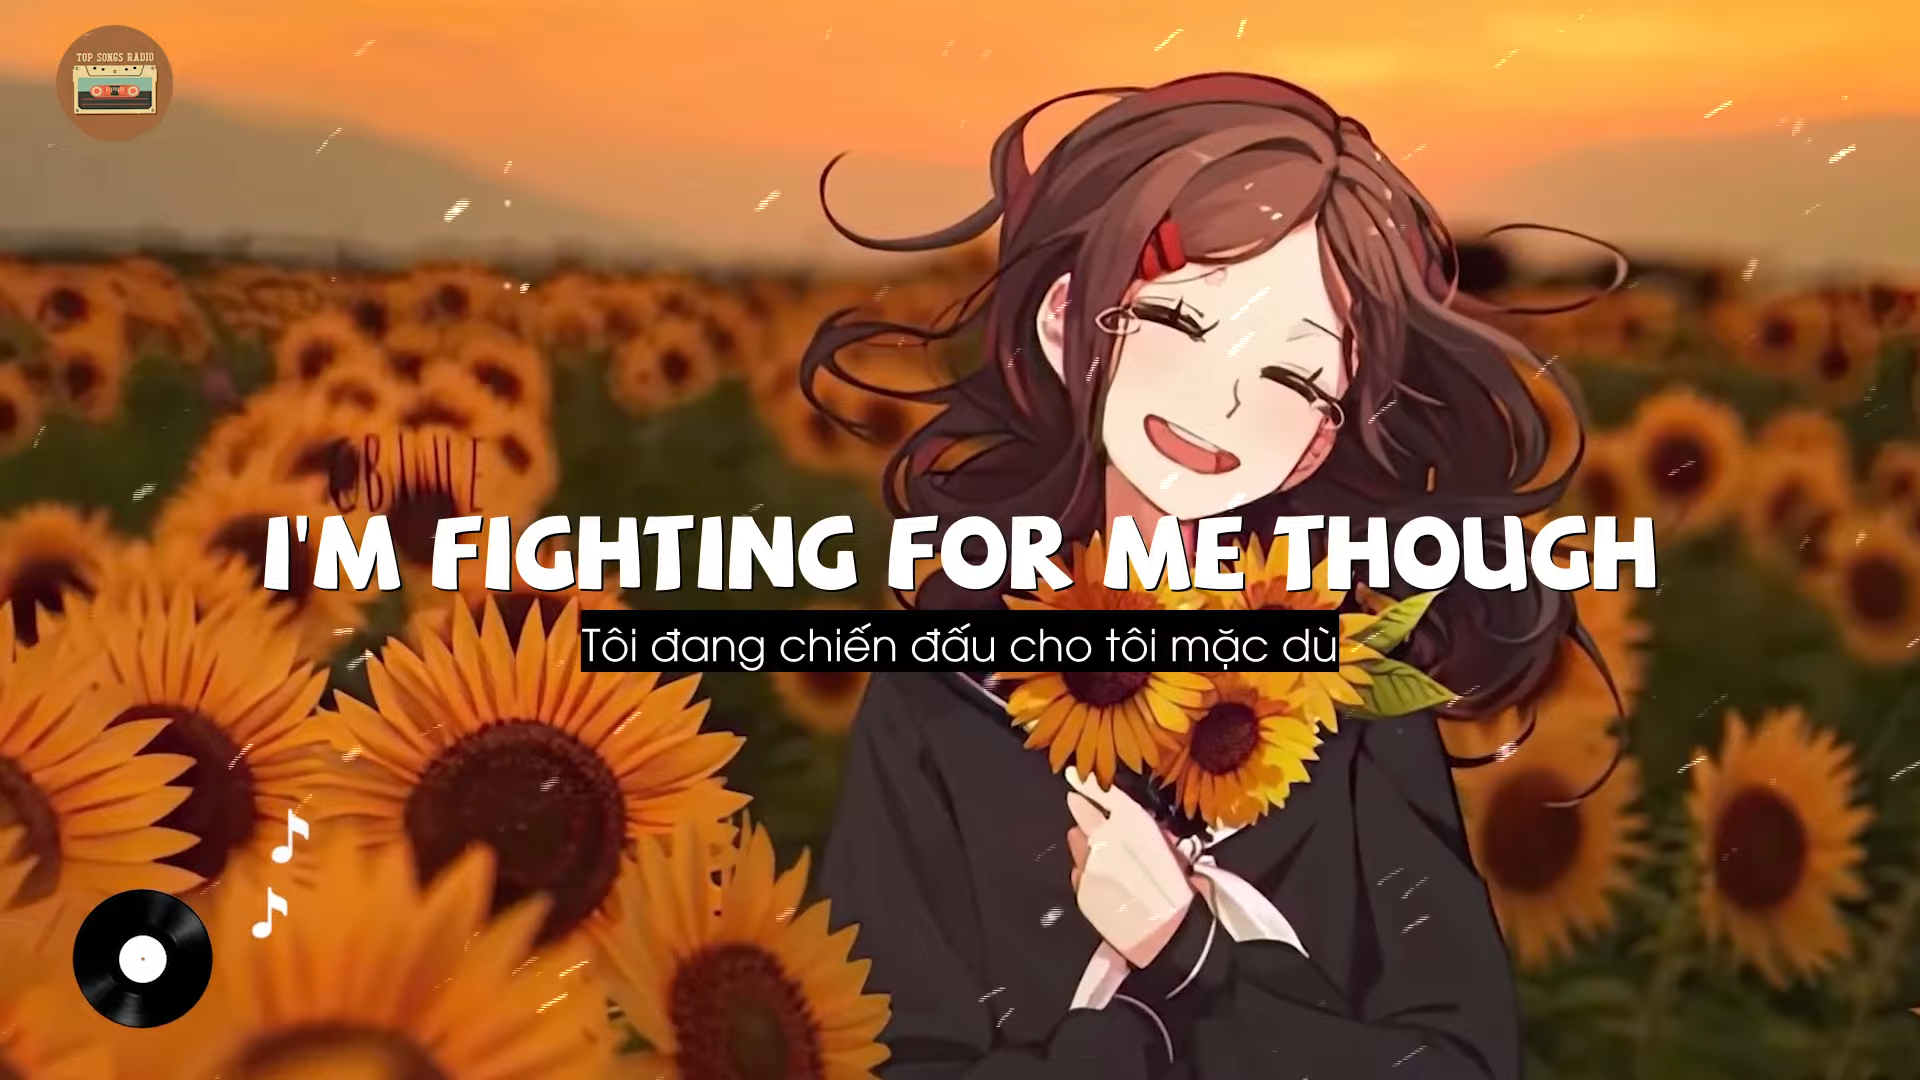 TOP SONGS RADIO
I'M FIGHTING FOR ME THOUGH
Tôi đang chiến đấu cho tôi mặc dù